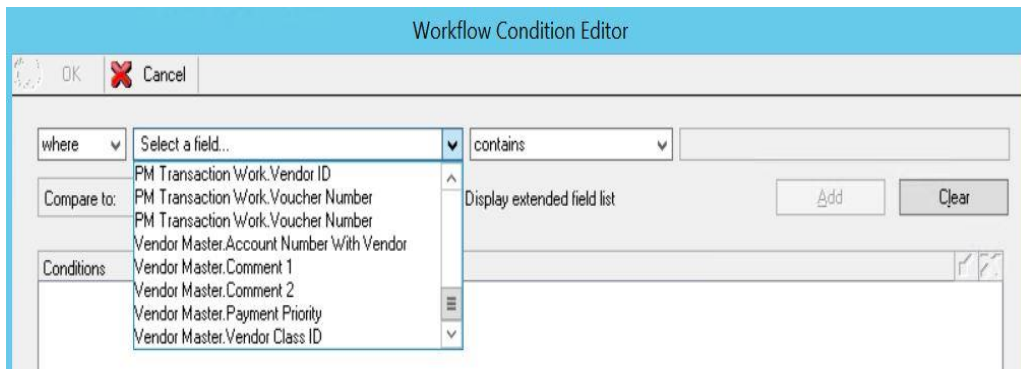 Workflow Condition Editor
OK Cancel
where Select a field... contains
PM Transaction Work.Vendor ID
PM Transaction Work.Voucher Number
Compare to: Display extended field list Add Clear
PM Transaction Work.Voucher Number
Vendor Master.Account Number With Vendor
Conditions
Vendor Master.Comment 1
Vendor Master.Comment 2
Vendor Master.Payment Priority
Vendor Master.Vendor Class ID